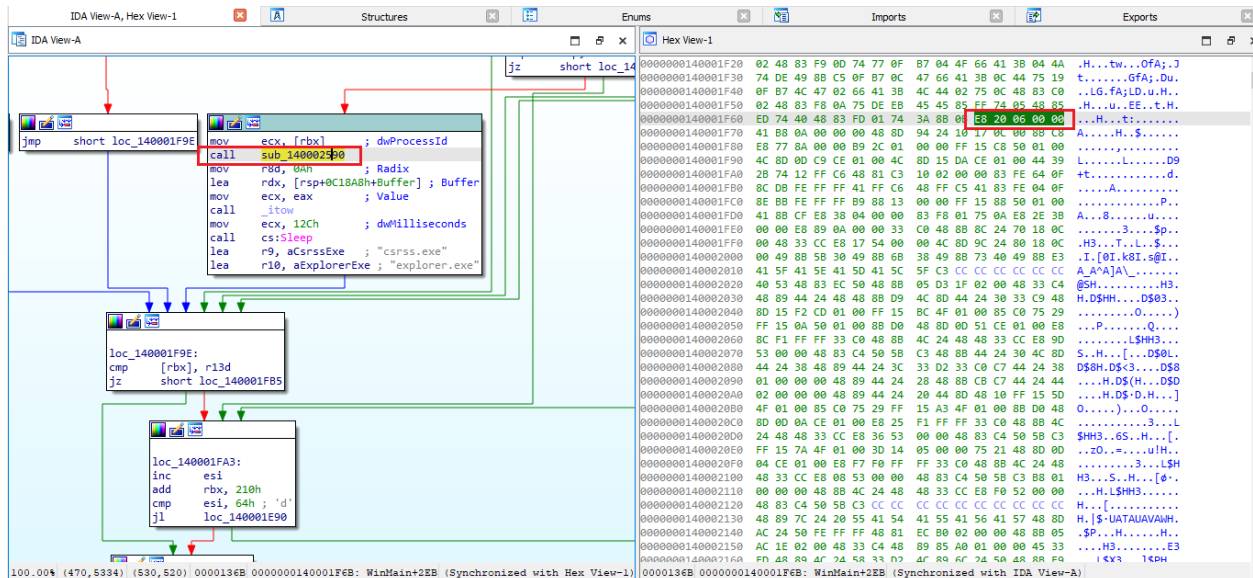 IDA View-A, Hex View-1
Structures
Enums
Imports
Exports
IDA View-A
jz      short loc_14
jmp     short loc_140001F9E
mov     ecx, [rbx]      ; dwProcessId
call    sub_140002590
mov     r8d, 0Ah        ; Radix
lea     rdx, [rsp+0C18A8h+Buffer] ; Buffer
mov     ecx, eax        ; Value
call    _itow
mov     ecx, 12Ch       ; dwMilliseconds
call    cs:Sleep
lea     r9, aCsrssExe   ; "csrss.exe"
lea     r10, aExplorerExe ; "explorer.exe"
loc_140001F9E:
cmp     [rbx], r13d
jz      short loc_140001FB5
loc_140001FA3:
inc     esi
add     rbx, 210h
cmp     esi, 64h ; 'd'
jl      loc_140001E90
100.00% (470,5334) (530,520) 0000136B 0000000140001F6B: WinMain+2EB (Synchronized with Hex View-1)
Hex View-1
0000000140001F20  02 48 83 F9 0D 74 77 0F  B7 04 4F 66 41 3B 04 4A  .H...tw...OfA;.J
0000000140001F30  74 DE 49 8B C5 0F B7 0C  47 66 41 3B 0C 44 75 19  t.......GfA;.Du.
0000000140001F40  0F B7 4C 47 02 66 41 3B  4C 44 02 75 0C 48 83 C0  ..LG.fA;LD.u.H..
0000000140001F50  02 48 83 F8 0A 75 DE EB  45 45 85 FF 74 05 48 85  .H...u..EE..t.H.
0000000140001F60  ED 74 40 48 83 FD 01 74  3A 8B 0B E8 20 06 00 00
0000000140001F70  41 B8 0A 00 00 00 48 8D  94 24 10 17 0C 00 8B C8  A.....H..$......
0000000140001F80  E8 77 8A 00 00 B9 2C 01  00 00 FF 15 C8 50 01 00
0000000140001F90  4C 8D 0D C9 CE 01 00 4C  8D 15 DA CE 01 00 44 39  L......L......D9
0000000140001FA0  2B 74 12 FF C6 48 81 C3  10 02 00 00 83 FE 64 0F  +t............d.
0000000140001FB0  8C DB FE FF FF 41 FF C6  48 FF C5 41 83 FE 04 0F
0000000140001FC0  8E BB FE FF FF B9 88 13  00 00 FF 15 88 50 01 00
0000000140001FD0  41 8B CF E8 38 04 00 00  83 F8 01 75 0A E8 2E 3B
0000000140001FE0  00 00 E8 89 0A 00 00 33  C0 48 8B 8C 24 70 18 0C
0000000140001FF0  00 48 33 CC E8 17 54 00  00 4C 8D 9C 24 80 18 0C  .H3...T..L..$...
0000000140002000  00 49 8B 5B 30 49 8B 6B  38 49 8B 73 40 49 8B E3  .I.[0I.k8I.s@I..
0000000140002010  41 5F 41 5E 41 5D 41 5C  5F C3 CC CC CC CC CC CC  A_A^A]A\_.......
0000000140002020  40 53 48 83 EC 50 48 8B  05 D3 1F 02 00 48 33 C4  @SH..PH......H3.
0000000140002030  48 89 44 24 48 48 8B D9  4C 8D 44 24 30 33 C9 48
0000000140002040  8D 15 F2 CD 01 00 FF 15  BC 4F 01 00 85 C0 75 29
0000000140002050  FF 15 0A 50 01 00 8B D0  48 8D 0D 51 CE 01 00 E8
0000000140002060  8C F1 FF FF 33 C0 48 8B  4C 24 48 48 33 CC E8 9D
0000000140002070  53 00 00 48 83 C4 50 5B  C3 48 8B 44 24 30 4C 8D
0000000140002080  44 24 38 48 89 44 24 3C  33 D2 33 C0 C7 44 24 38
0000000140002090  01 00 00 00 48 89 44 24  28 48 8B CB C7 44 24 44
00000001400020A0  02 00 00 00 48 89 44 24  20 44 8D 48 10 FF 15 5D
00000001400020B0  4F 01 00 85 C0 75 29 FF  15 A3 4F 01 00 8B D0 48
00000001400020C0  8D 0D 0A CE 01 00 E8 25  F1 FF FF 33 C0 48 8B 4C
00000001400020D0  24 48 48 33 CC E8 36 53  00 00 48 83 C4 50 5B C3
00000001400020E0  FF 15 7A 4F 01 00 3D 14  05 00 00 75 21 48 8D 0D
00000001400020F0  04 CE 01 00 E8 F7 F0 FF  FF 33 C0 48 8B 4C 24 48
0000000140002100  48 33 CC E8 08 53 00 00  48 83 C4 50 5B C3 B8 01
0000000140002110  00 00 00 48 8B 4C 24 48  48 33 CC E8 F0 52 00 00
0000000140002120  48 83 C4 50 5B C3 CC CC  CC CC CC CC CC CC CC CC
0000000140002130  48 89 7C 24 20 55 41 54  41 55 41 56 41 57 48 8D
0000000140002140  AC 24 50 FE FF FF 48 81  EC B0 02 00 00 48 8B 05
0000000140002150  AC 1E 02 00 48 33 C4 48  89 85 A0 01 00 00 45 33
0000136B 0000000140001F6B: WinMain+2EB (Synchronized with IDA View-A)